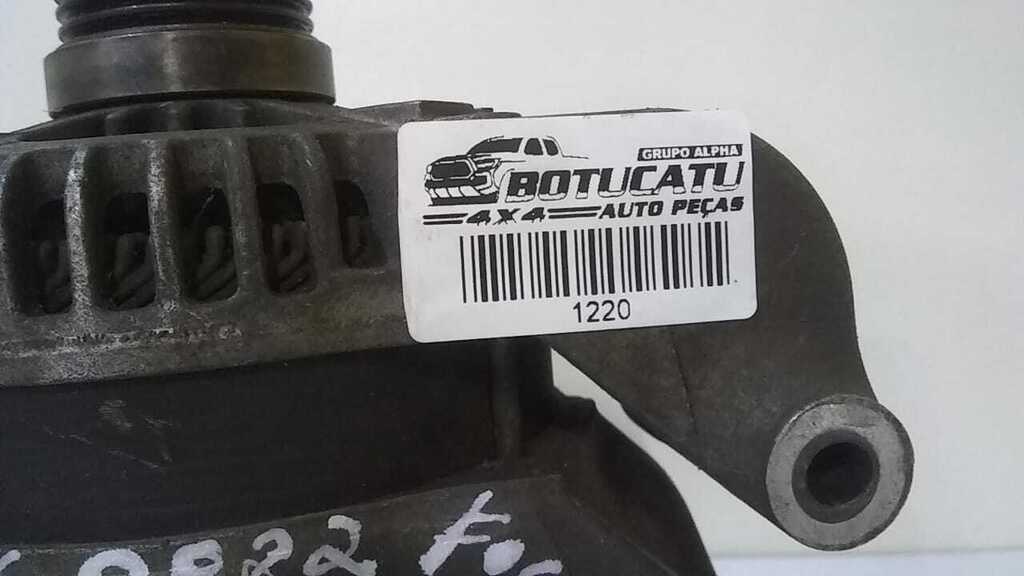 GRUPO ALPHA
BOTUCATU
4X4 AUTO PEÇAS
1220